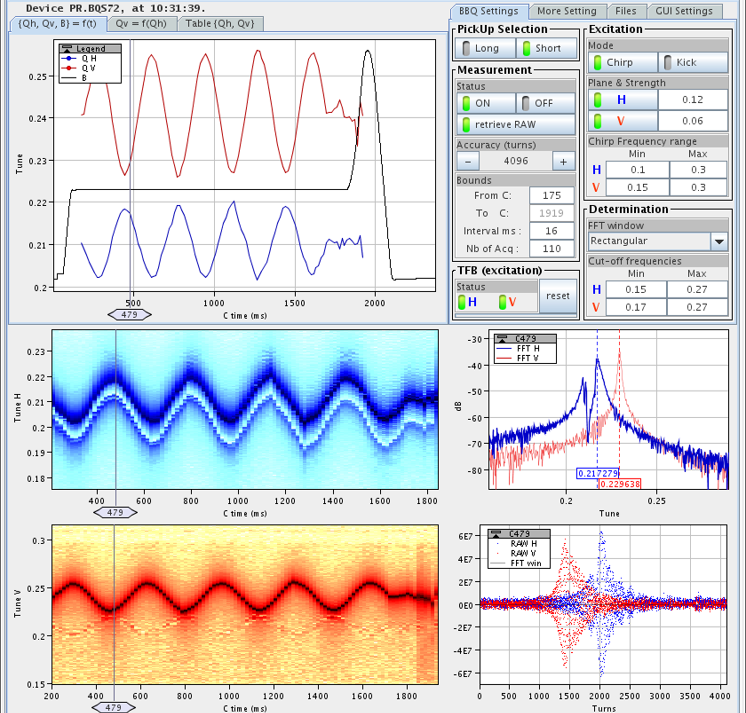 Device PR.BQS72, at 10:31:39.
{Qh, Qv, B} = f(t) Qv = f(Qh) Table {Qh, Qv}
Legend
Q H
Q V
B
Tune
0.25
0.24
0.23
0.22
0.21
0.2
500 1000 1500 2000
479
C time (ms)
BBQ Settings More Setting Files GUI Settings
PickUp Selection
Long Short
Measurement
Status
ON OFF
retrieve RAW
Accuracy (turns)
- 4096 +
Bounds
From C: 175
To C: 1919
Interval ms : 16
Nb of Acq : 110
TFB (excitation)
Status
H V reset
Excitation
Mode
Chirp Kick
Plane & Strength
H 0.12
V 0.06
Chirp Frequency range
Min Max
H 0.1 0.3
V 0.15 0.3
Determination
FFT window
Rectangular
Cut-off frequencies
Min Max
H 0.15 0.27
V 0.17 0.27
Tune H
0.23
0.22
0.21
0.2
0.19
0.18
400 600 800 1000 1200 1400 1600 1800
479
C time (ms)
C479
FFT H
FFT V
dB
-30
-40
-50
-60
-70
-80
0.217279
0.229638
0.2 0.25
Tune
Tune V
0.3
0.25
0.2
0.15
200 400 600 800 1000 1200 1400 1600 1800
479
C time (ms)
C479
RAW H
RAW V
FFT win
6E7
4E7
2E7
0E0
-2E7
-4E7
-6E7
0 500 1000 1500 2000 2500 3000 3500 4000
Turns